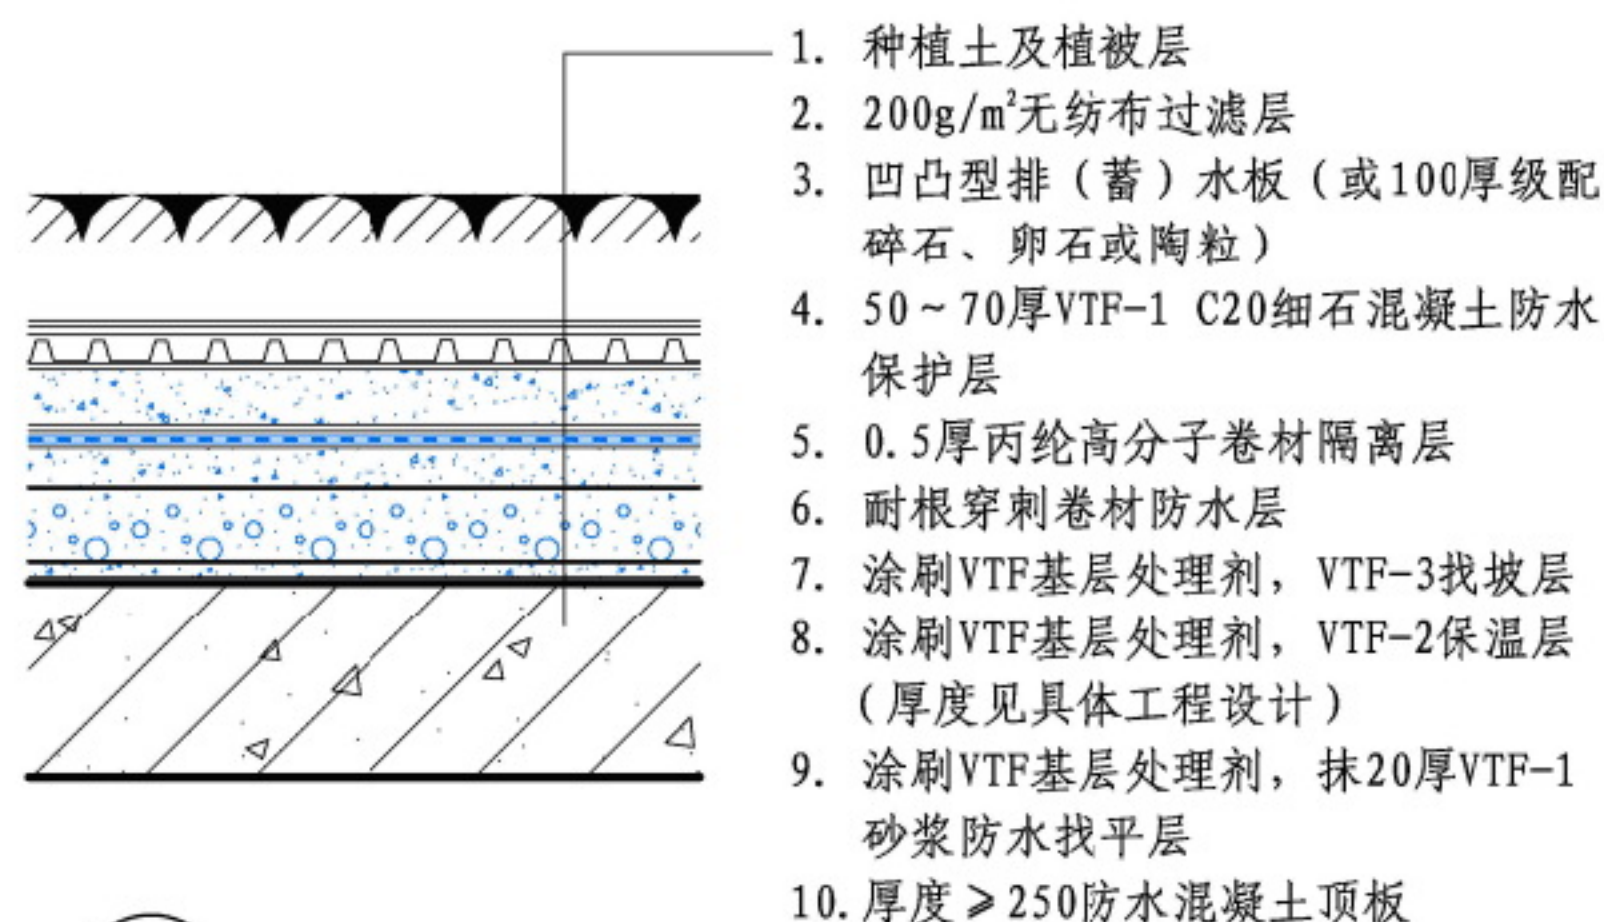 1. 种植土及植被层
2. 200g/m²无纺布过滤层
3. 凹凸型排（蓄）水板（或100厚级配
碎石、卵石或陶粒）
4. 50~70厚VTF-1 C20细石混凝土防水
保护层
5. 0.5厚丙纶高分子卷材隔离层
6. 耐根穿刺卷材防水层
7. 涂刷VTF基层处理剂，VTF-3找坡层
8. 涂刷VTF基层处理剂，VTF-2保温层
（厚度见具体工程设计）
9. 涂刷VTF基层处理剂，抹20厚VTF-1
砂浆防水找平层
10. 厚度⩾250防水混凝土顶板